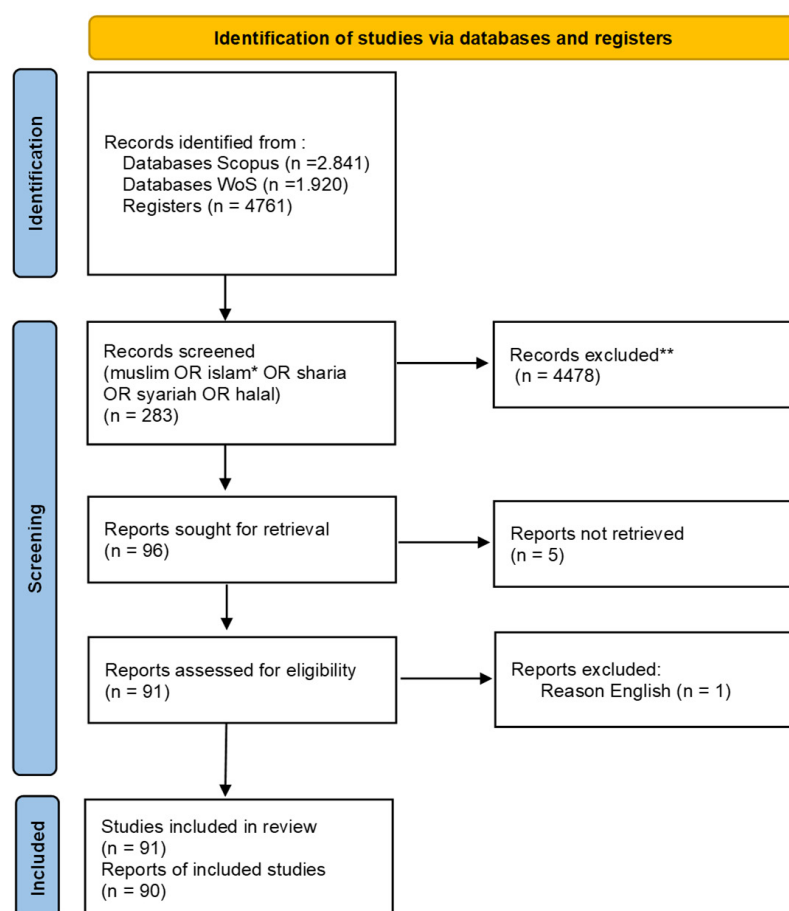 Identification of studies via databases and registers
Identification
Records identified from :
Databases Scopus (n =2.841)
Databases WoS (n =1.920)
Registers (n = 4761)
Screening
Records screened
(muslim OR islam* OR sharia
OR syariah OR halal)
(n = 283)
Records excluded**
(n = 4478)
Reports sought for retrieval
(n = 96)
Reports not retrieved
(n = 5)
Reports assessed for eligibility
(n = 91)
Reports excluded:
Reason English (n = 1)
Included
Studies included in review
(n = 91)
Reports of included studies
(n = 90)